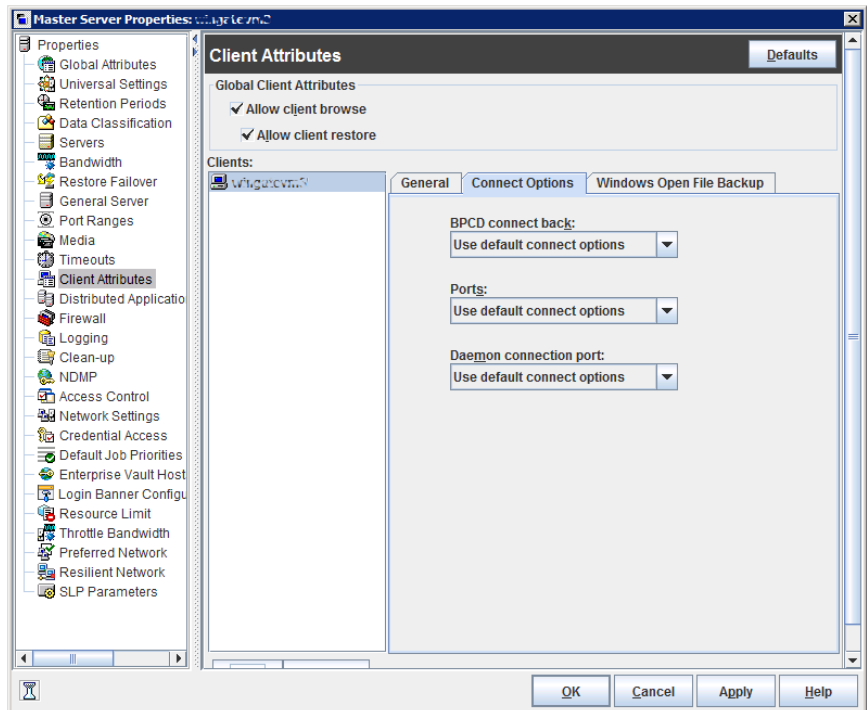 Master Server Properties:
Properties
Global Attributes
Universal Settings
Retention Periods
Data Classification
Servers
Bandwidth
Restore Failover
General Server
Port Ranges
Media
Timeouts
Client Attributes
Distributed Applicatio
Firewall
Logging
Clean-up
NDMP
Access Control
Network Settings
Credential Access
Default Job Priorities
Enterprise Vault Host
Login Banner Configu
Resource Limit
Throttle Bandwidth
Preferred Network
Resilient Network
SLP Parameters
Client Attributes
Defaults
Global Client Attributes
Allow client browse
Allow client restore
Clients:
General
Connect Options
Windows Open File Backup
BPCD connect back:
Use default connect options
Ports:
Use default connect options
Daemon connection port:
Use default connect options
OK
Cancel
Apply
Help